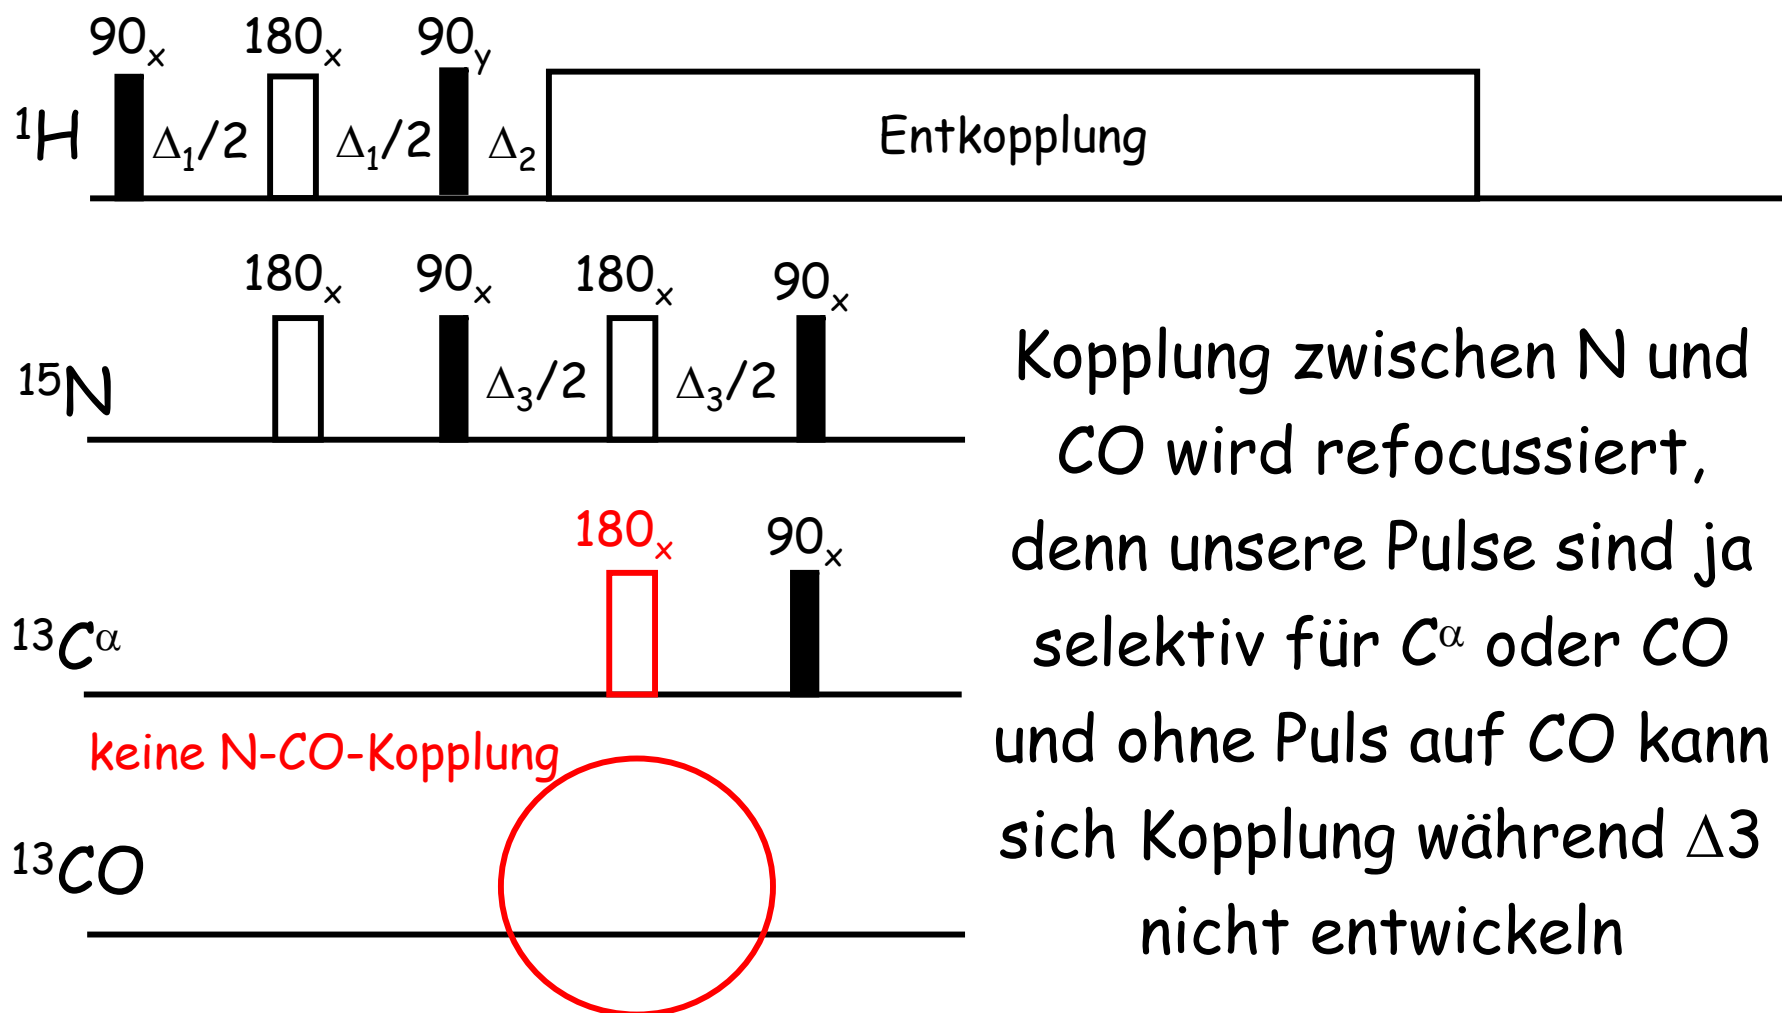 90x 180x 90y
¹H Δ₁/2 Δ₁/2 Δ₂ Entkopplung
180x 90x 180x 90x
¹⁵N Δ₃/2 Δ₃/2
180x 90x
¹³Cα
keine N-CO-Kopplung
¹³CO
Kopplung zwischen N und
CO wird refocussiert,
denn unsere Pulse sind ja
selektiv für Cα oder CO
und ohne Puls auf CO kann
sich Kopplung während Δ3
nicht entwickeln